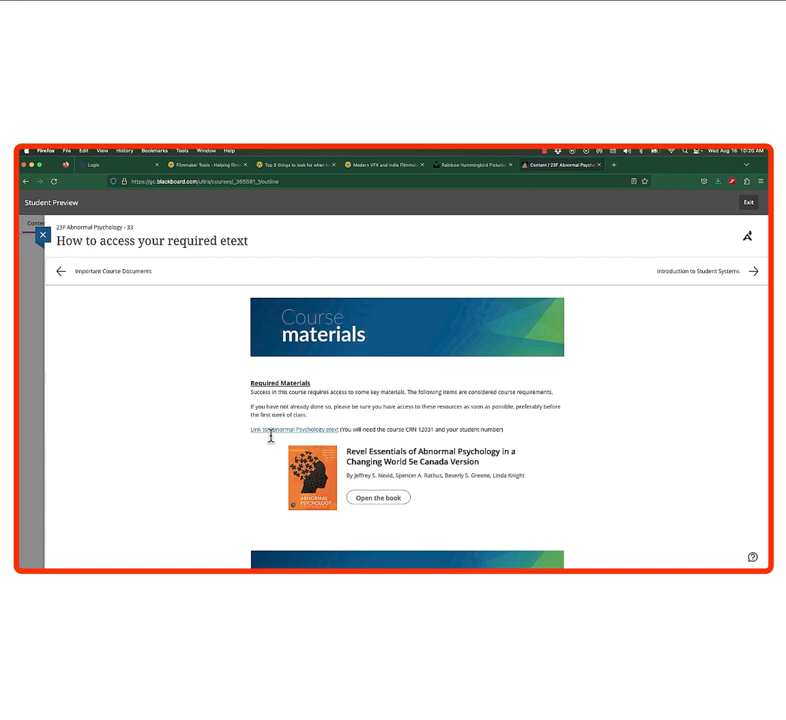 Firefox File Edit View History Bookmarks Tools Window Help Wed Aug 16 10:20 AM
Login Filmmaker Tools - Helping film Top 5 things to look for when Modern VFX and Indie Filmma Rainbow Hummingbird Picture Content / 23F Abnormal Psycho
https://gc.blackboard.com/ultra/courses/_365581_1/outline
Student Preview Exit
Conte
23F Abnormal Psychology - 33
How to access your required etext
Important Course Documents Introduction to Student Systems
Course
materials
Required Materials
Success in this course requires access to some key materials. The following items are considered course requirements.
If you have not already done so, please be sure you have access to these resources as soon as possible, preferably before
the first week of class.
Link to Abnormal Psychology etext (You will need the course CRN 12031 and your student number)
Revel Essentials of Abnormal Psychology in a
Changing World 5e Canada Version
By Jeffrey S. Nevid, Spencer A. Rathus, Beverly S. Greene, Linda Knight
Open the book
ABNORMAL
PSYCHOLOGY